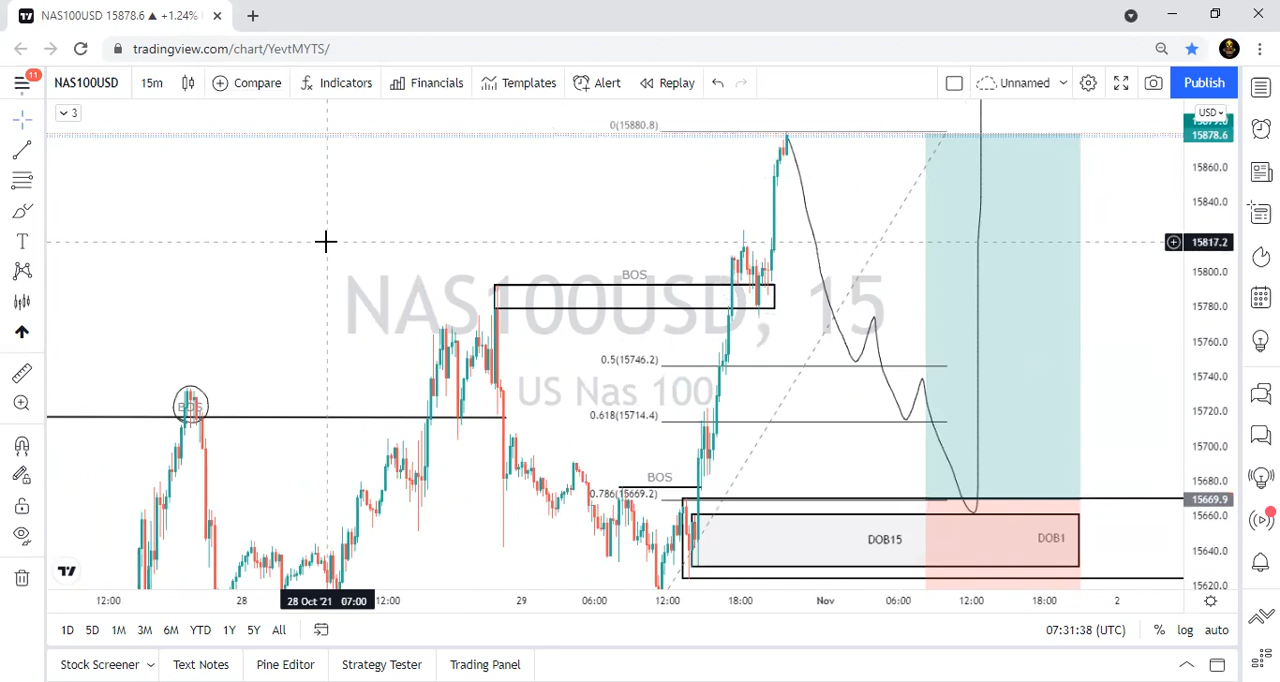 NAS100USD 15878.6 ▲ +1.24%
tradingview.com/chart/YevtMYTS/
11
NAS100USD 15m Compare Indicators Financials Templates Alert Replay Unnamed Publish
3
USD
0(15880.8)
15878.6
15860.0
15840.0
15817.2
15800.0
15780.0
15760.0
15740.0
15720.0
15700.0
15680.0
15669.9
15660.0
15640.0
15620.0
NAS100USD, 15
US Nas 100
BOS
BOS
0.5(15746.2)
0.618(15714.4)
BOS
0.786(15669.2)
DOB15
DOB1
12:00 28 28 Oct '21 07:00 12:00 29 06:00 12:00 18:00 Nov 06:00 12:00 18:00 2
1D 5D 1M 3M 6M YTD 1Y 5Y All 07:31:38 (UTC) % log auto
Stock Screener Text Notes Pine Editor Strategy Tester Trading Panel